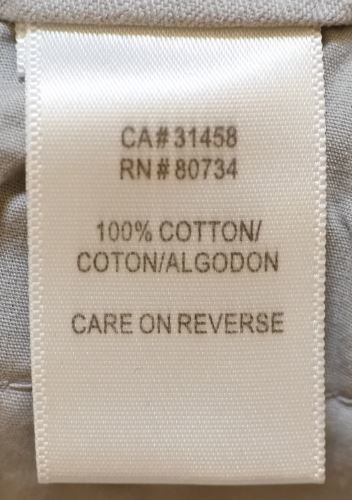 CA#31458
RN#80734
100% COTTON/
COTON/ALGODON
CARE ON REVERSE